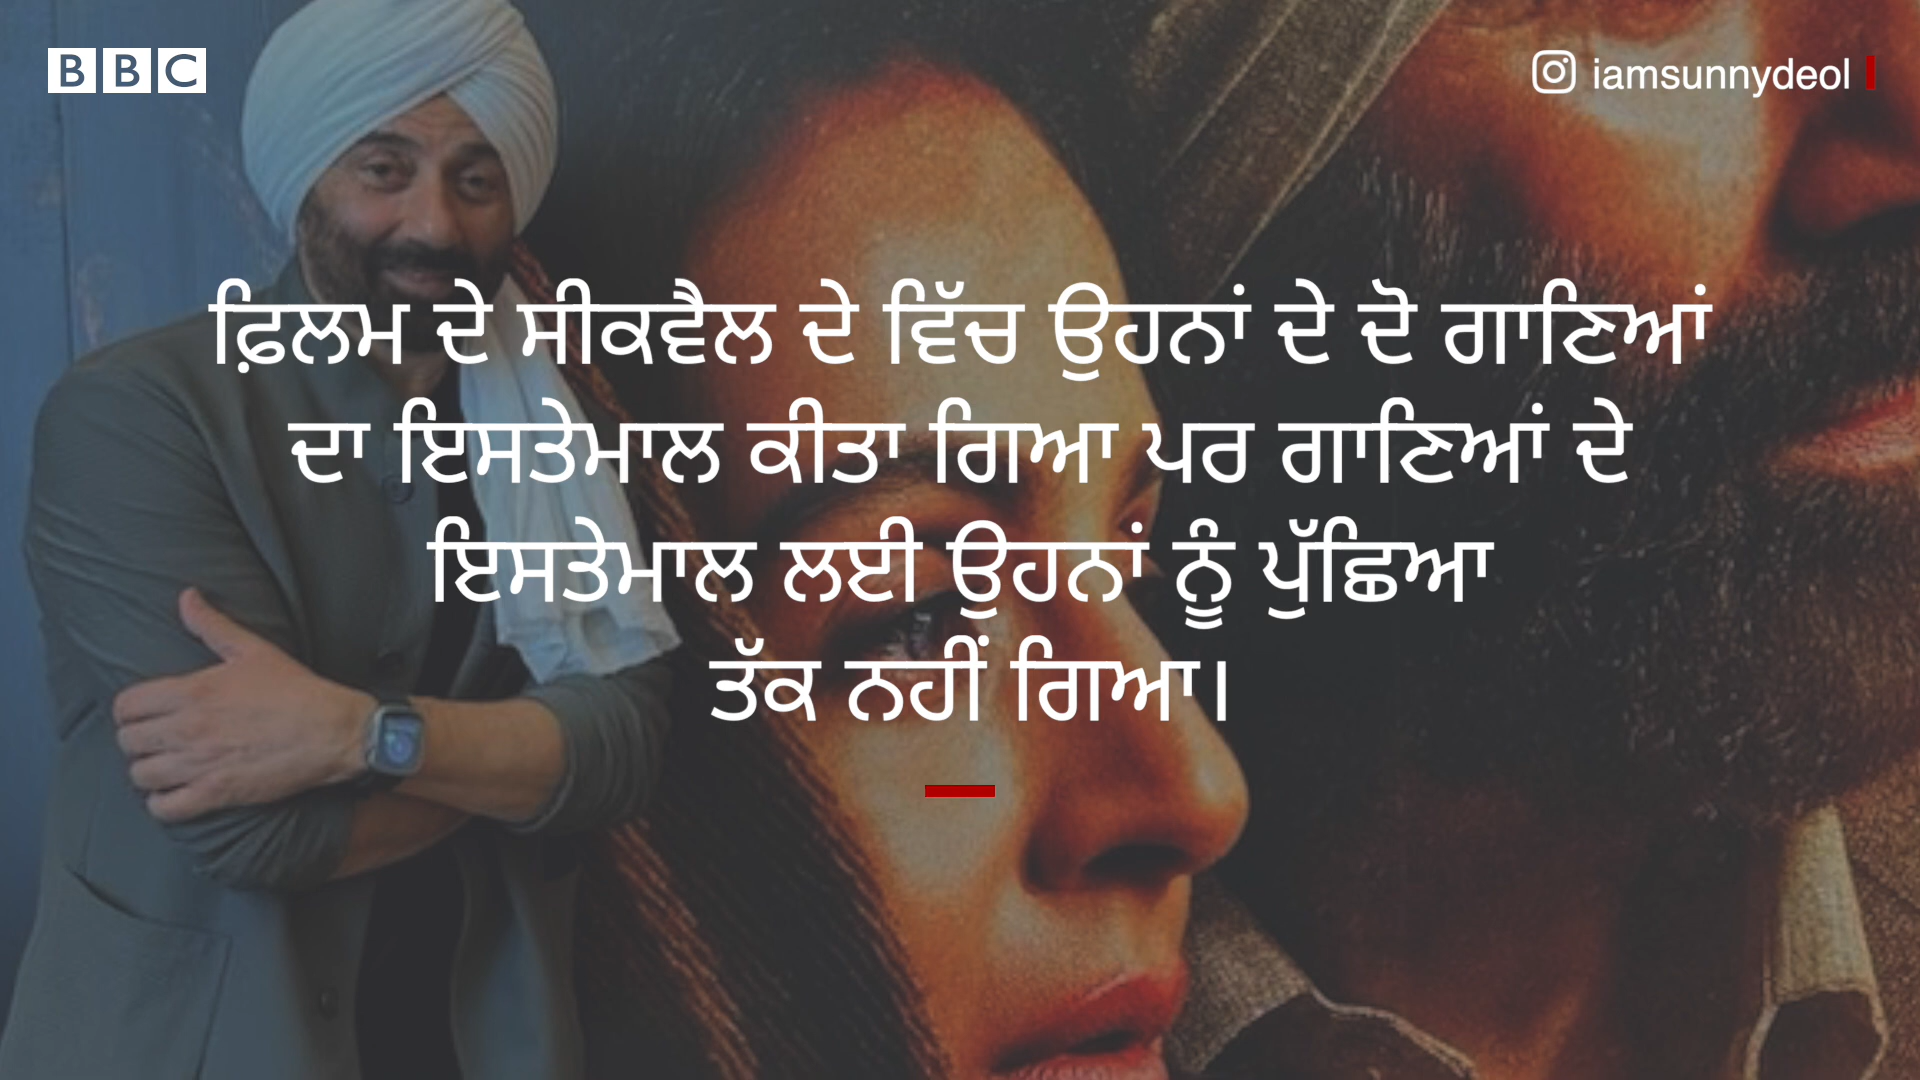 BBC
iamsunnydeol
ਫ਼ਿਲਮ ਦੇ ਸੀਕਵੈਲ ਦੇ ਵਿੱਚ ਉਹਨਾਂ ਦੇ ਦੋ ਗਾਣਿਆਂ
ਦਾ ਇਸਤੇਮਾਲ ਕੀਤਾ ਗਿਆ ਪਰ ਗਾਣਿਆਂ ਦੇ
ਇਸਤੇਮਾਲ ਲਈ ਉਹਨਾਂ ਨੂੰ ਪੁੱਛਿਆ
ਤੱਕ ਨਹੀਂ ਗਿਆ।